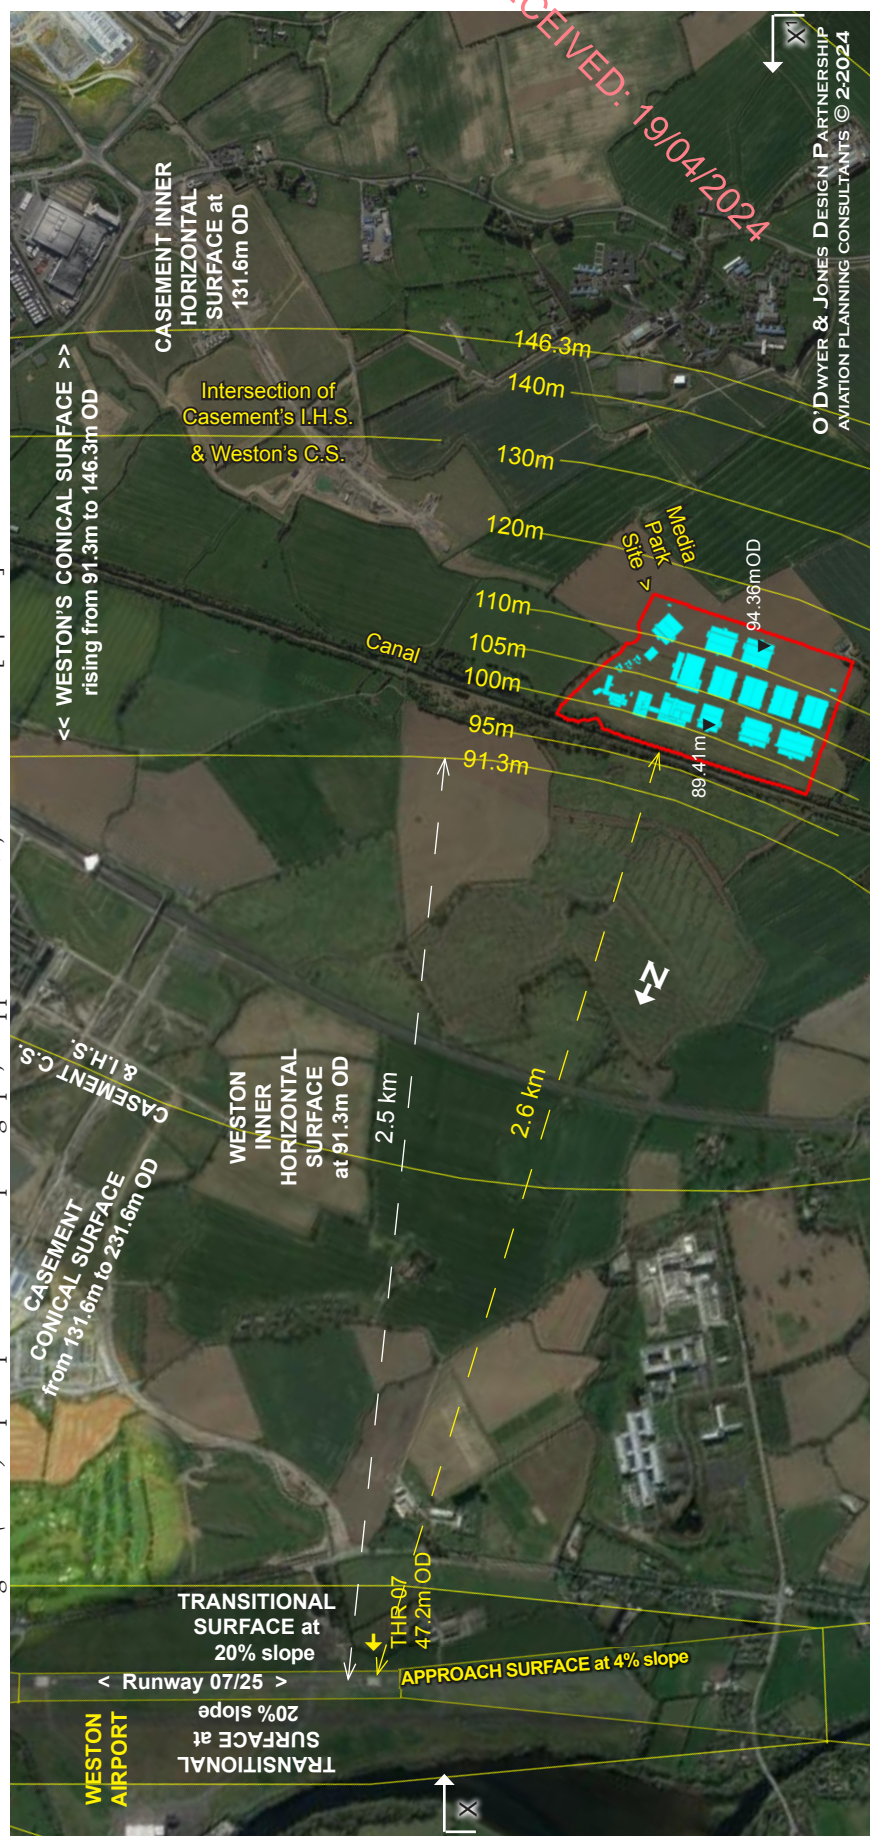 RECEIVED: 19/04/2024
X¹
O'DWYER & JONES DESIGN PARTNERSHIP
AVIATION PLANNING CONSULTANTS © 2-2024
CASEMENT INNER
HORIZONTAL
SURFACE at
131.6m OD
<< WESTON'S CONICAL SURFACE >>
rising from 91.3m to 146.3m OD
Intersection of
Casement's I.H.S.
& Weston's C.S.
146.3m
140m
130m
120m
110m
105m
100m
95m
91.3m
Canal
Media
Park
Site >
94.36mOD
89.41m
N
CASEMENT C.S.
& I.H.S.
WESTON
INNER
HORIZONTAL
SURFACE
at 91.3m OD
2.5 km
2.6 km
CASEMENT
CONICAL SURFACE
from 131.6m to 231.6m OD
TRANSITIONAL
SURFACE at
20% slope
THR 07
47.2m OD
APPROACH SURFACE at 4% slope
< Runway 07/25 >
TRANSITIONAL
SURFACE at
20% slope
WESTON
AIRPORT
X